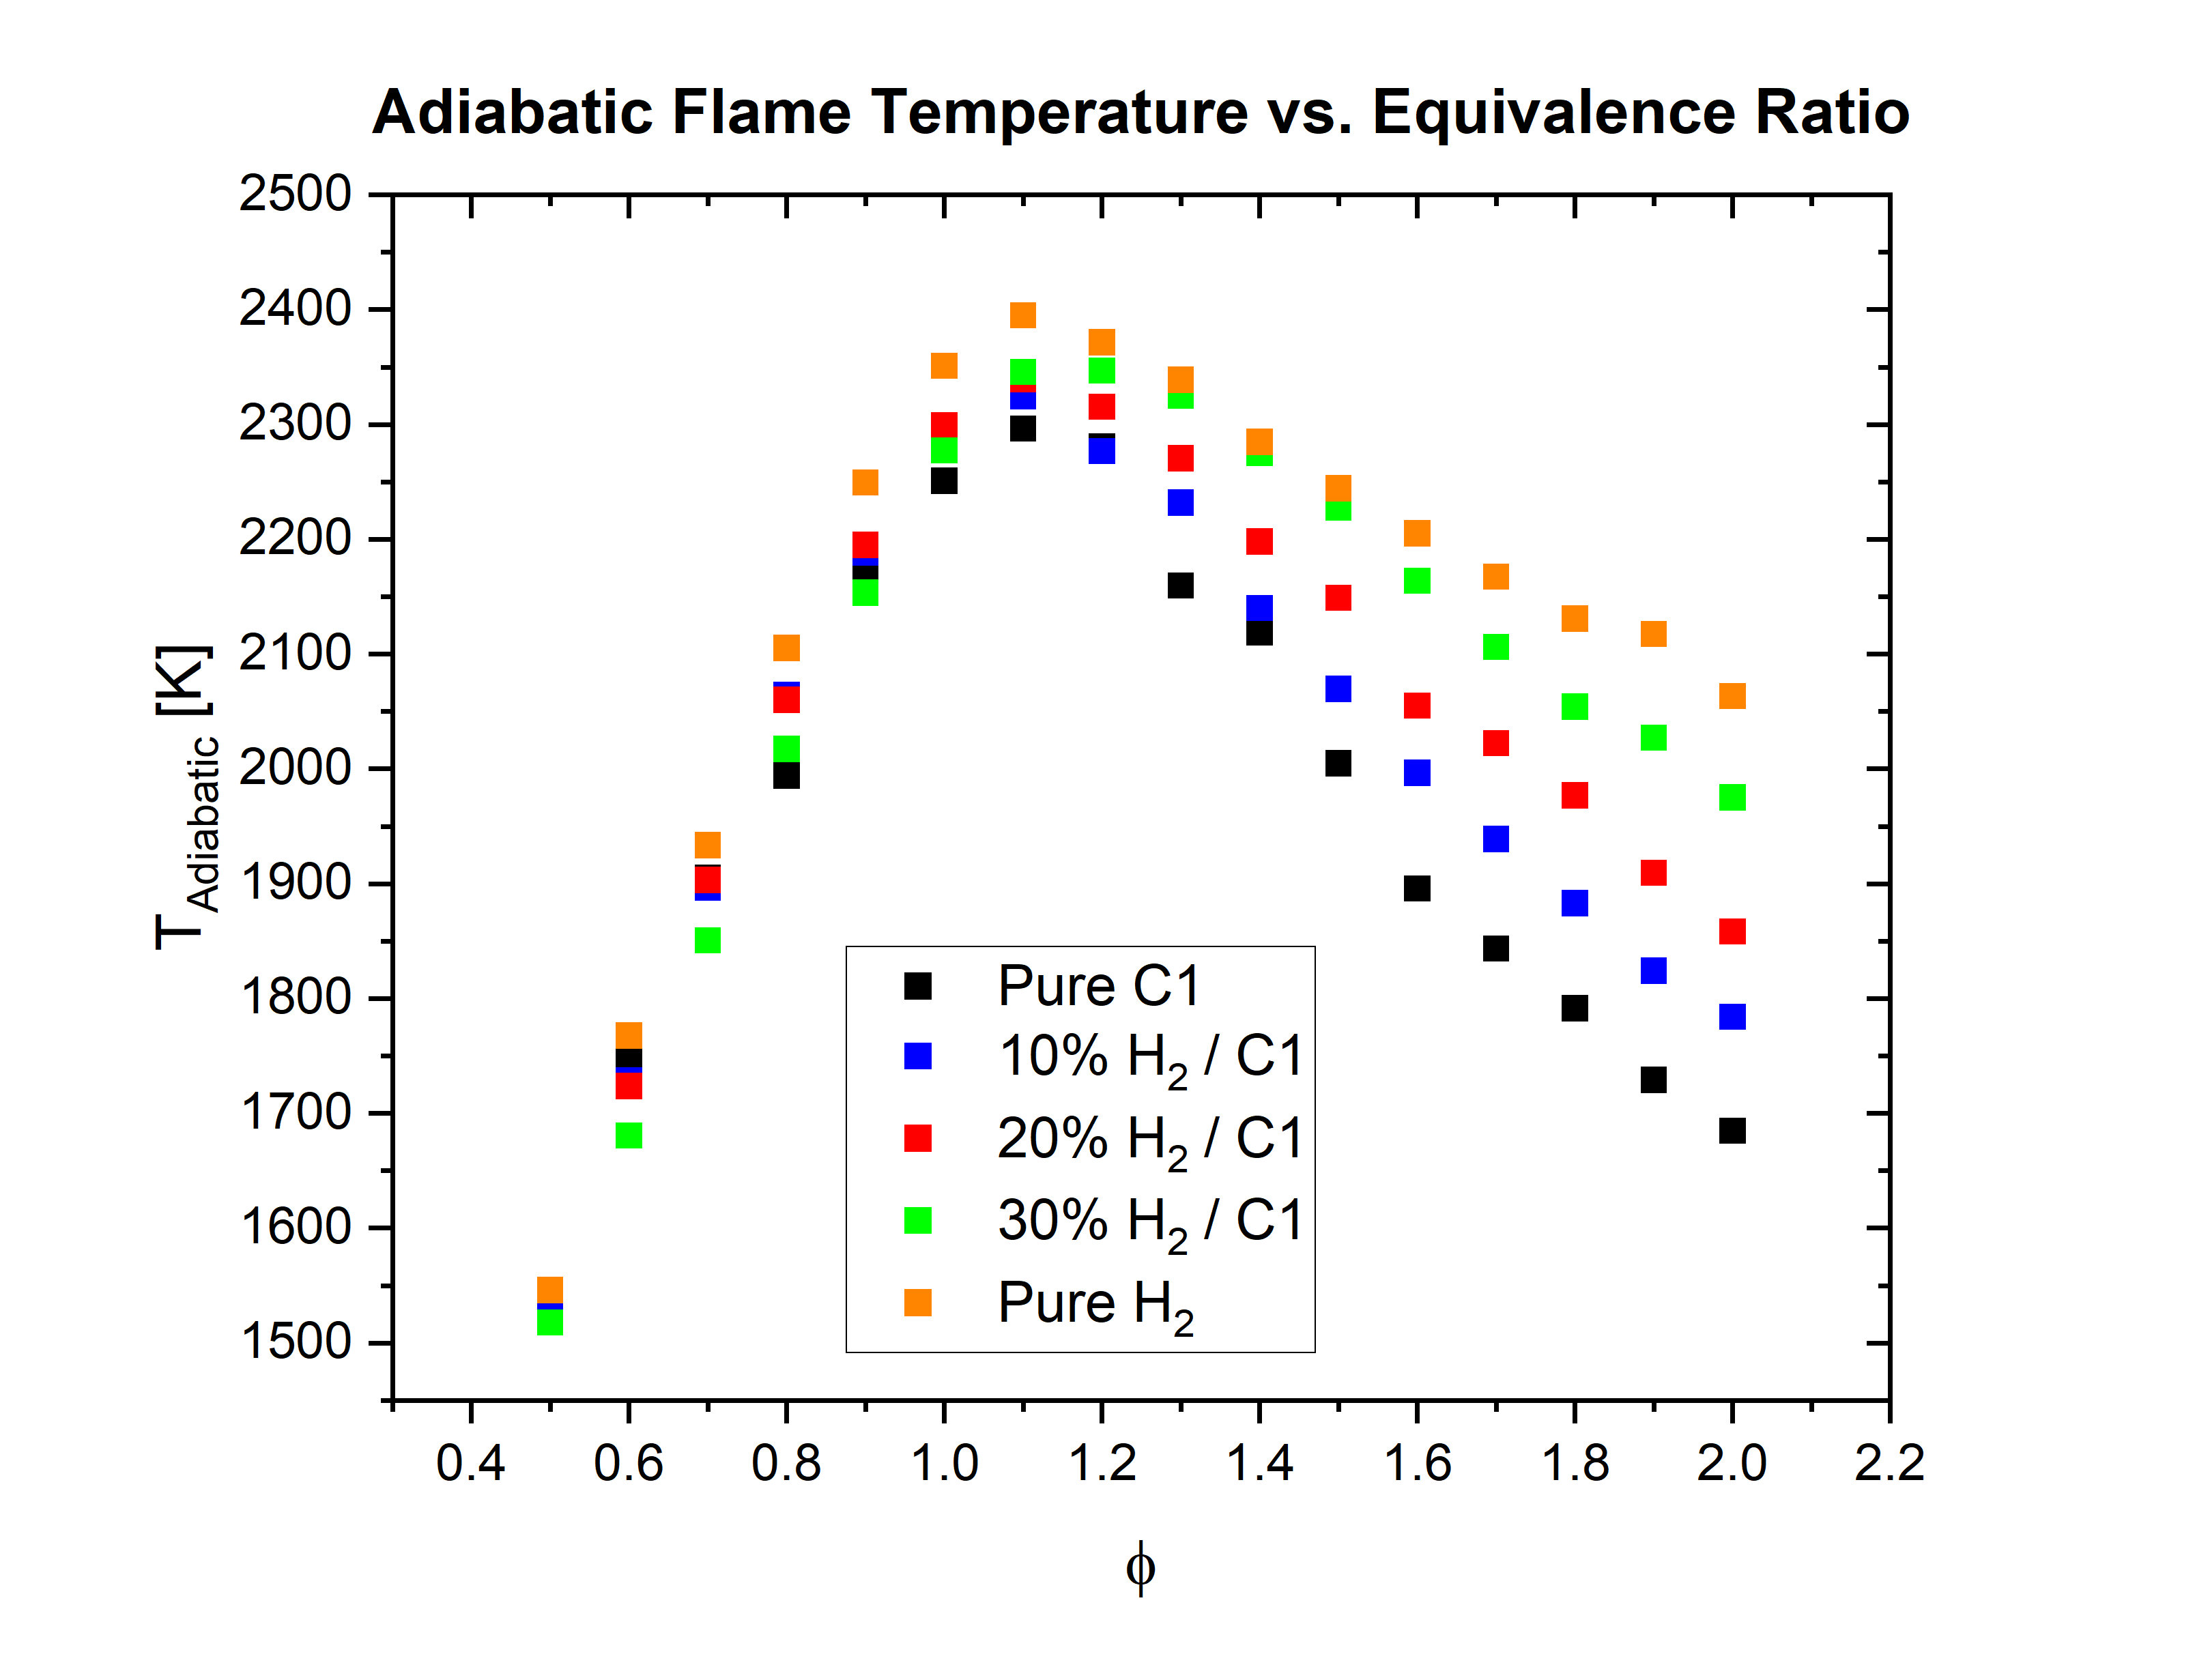 Adiabatic Flame Temperature vs. Equivalence Ratio
2500
2400
2300
2200
2100
2000
1900
1800
1700
1600
1500
T_Adiabatic [K]
Pure C1
10% H₂ / C1
20% H₂ / C1
30% H₂ / C1
Pure H₂
0.4 0.6 0.8 1.0 1.2 1.4 1.6 1.8 2.0 2.2
ϕ